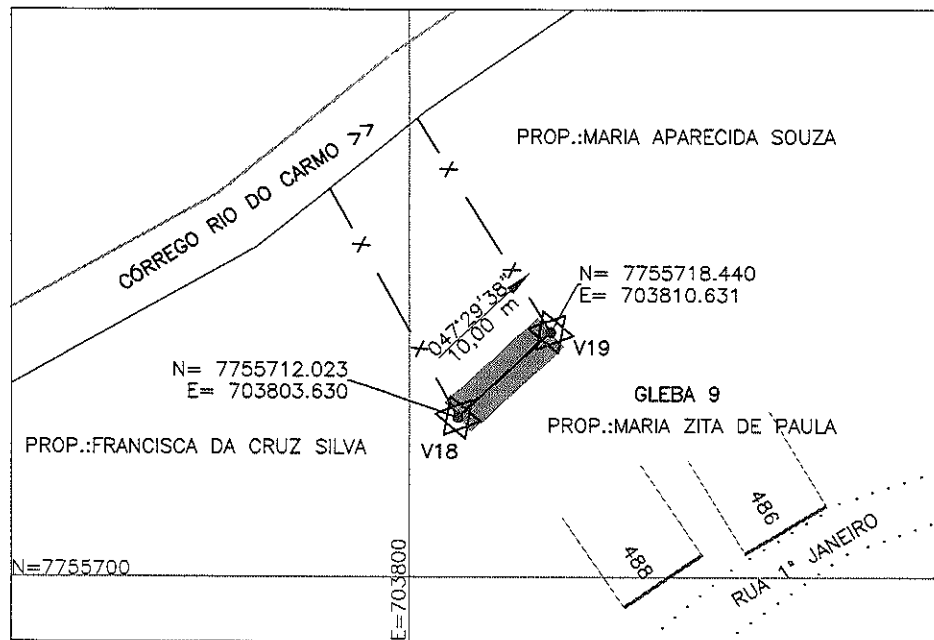 PROP.:MARIA APARECIDA SOUZA
CÓRREGO RIO DO CARMO >>
N= 7755718.440
E= 703810.631
047°29'38"
10,00 m
V19
N= 7755712.023
E= 703803.630
GLEBA 9
PROP.:MARIA ZITA DE PAULA
PROP.:FRANCISCA DA CRUZ SILVA
V18
486
488
RUA 1ª JANEIRO
N=7755700
E=703800